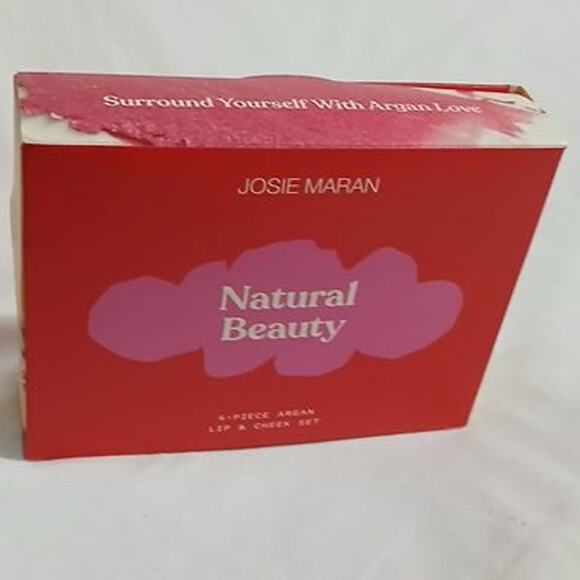 Surround Yourself With Argan Love
JOSIE MARAN
Natural
Beauty
4-PIECE ARGAN
LIP & CHEEK SET